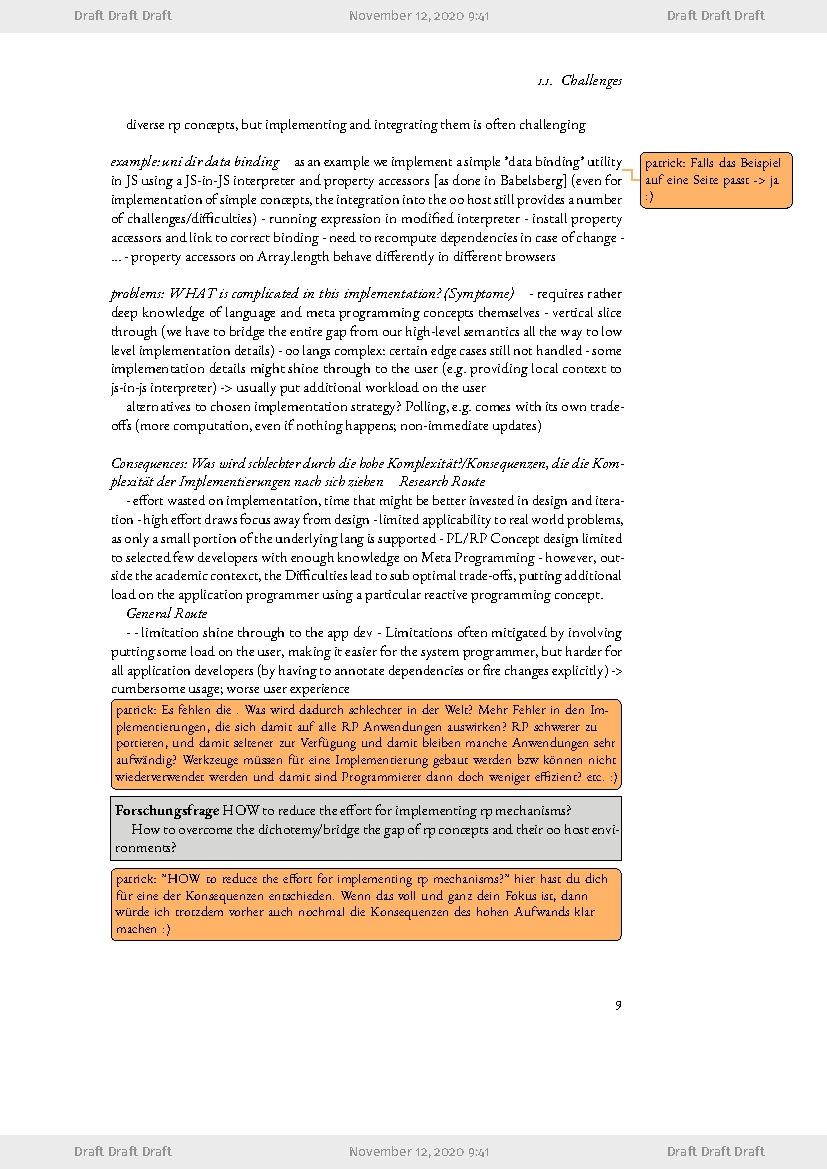 Draft Draft Draft November 12, 2020 9:41 Draft Draft Draft
1.1. Challenges
diverse rp concepts, but implementing and integrating them is often challenging
example: uni dir data binding as an example we implement a simple "data binding" utility
in JS using a JS-in-JS interpreter and property accessors [as done in Babelsberg] (even for
implementation of simple concepts, the integration into the oo host still provides a number
of challenges/difficulties) - running expression in modified interpreter - install property
accessors and link to correct binding - need to recompute dependencies in case of change -
... - property accessors on Array.length behave differently in different browsers
patrick: Falls das Beispiel
auf eine Seite passt -> ja
:)
problems: WHAT is complicated in this implementation? (Symptome) - requires rather
deep knowledge of language and meta programming concepts themselves - vertical slice
through (we have to bridge the entire gap from our high-level semantics all the way to low
level implementation details) - oo langs complex: certain edge cases still not handled - some
implementation details might shine through to the user (e.g. providing local context to
js-in-js interpreter) -> usually put additional workload on the user
alternatives to chosen implementation strategy? Polling, e.g. comes with its own trade-
offs (more computation, even if nothing happens; non-immediate updates)
Consequences: Was wird schlechter durch die hohe Komplexität?/Konsequenzen, die die Kom-
plexität der Implementierungen nach sich ziehen Research Route
- effort wasted on implementation, time that might be better invested in design and itera-
tion - high effort draws focus away from design - limited applicability to real world problems,
as only a small portion of the underlying lang is supported - PL/RP Concept design limited
to selected few developers with enough knowledge on Meta Programming - however, out-
side the academic contexct, the Difficulties lead to sub optimal trade-offs, putting additional
load on the application programmer using a particular reactive programming concept.
General Route
- - limitation shine through to the app dev - Limitations often mitigated by involving
putting some load on the user, making it easier for the system programmer, but harder for
all application developers (by having to annotate dependencies or fire changes explicitly) ->
cumbersome usage; worse user experience
patrick: Es fehlen die . Was wird dadurch schlechter in der Welt? Mehr Fehler in den Im-
plementierungen, die sich damit auf alle RP Anwendungen auswirken? RP schwerer zu
portieren, und damit seltener zur Verfügung und damit bleiben manche Anwendungen sehr
aufwändig? Werkzeuge müssen für eine Implementierung gebaut werden bzw können nicht
wiederverwendet werden und damit sind Programmierer dann doch weniger effizient? etc. :)
Forschungsfrage HOW to reduce the effort for implementing rp mechanisms?
How to overcome the dichotemy/bridge the gap of rp concepts and their oo host envi-
ronments?
patrick: "HOW to reduce the effort for implementing rp mechanisms?" hier hast du dich
für eine der Konsequenzen entschieden. Wenn das voll und ganz dein Fokus ist, dann
würde ich trotzdem vorher auch nochmal die Konsequenzen des hohen Aufwands klar
machen :)
9
Draft Draft Draft November 12, 2020 9:41 Draft Draft Draft